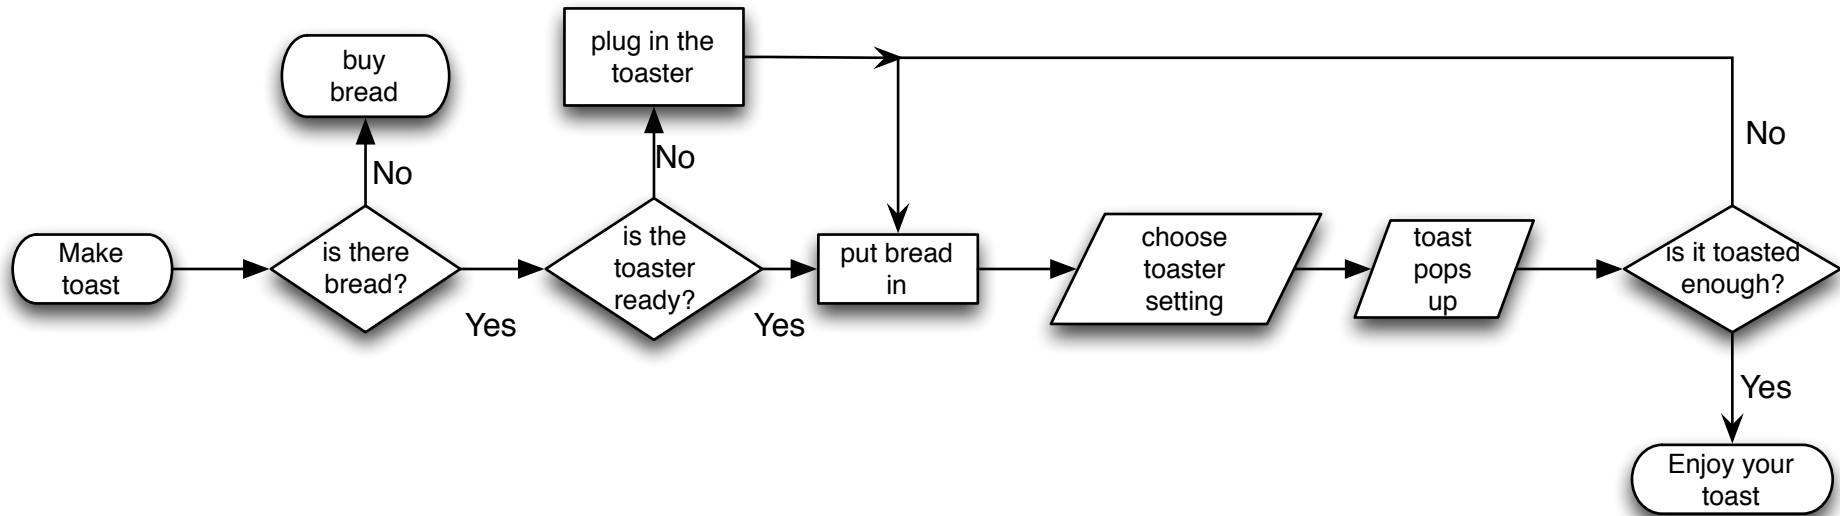 Make
toast
is there
bread?
No
buy
bread
Yes
is the
toaster
ready?
No
plug in the
toaster
Yes
put bread
in
choose
toaster
setting
toast
pops
up
is it toasted
enough?
No
Yes
Enjoy your
toast